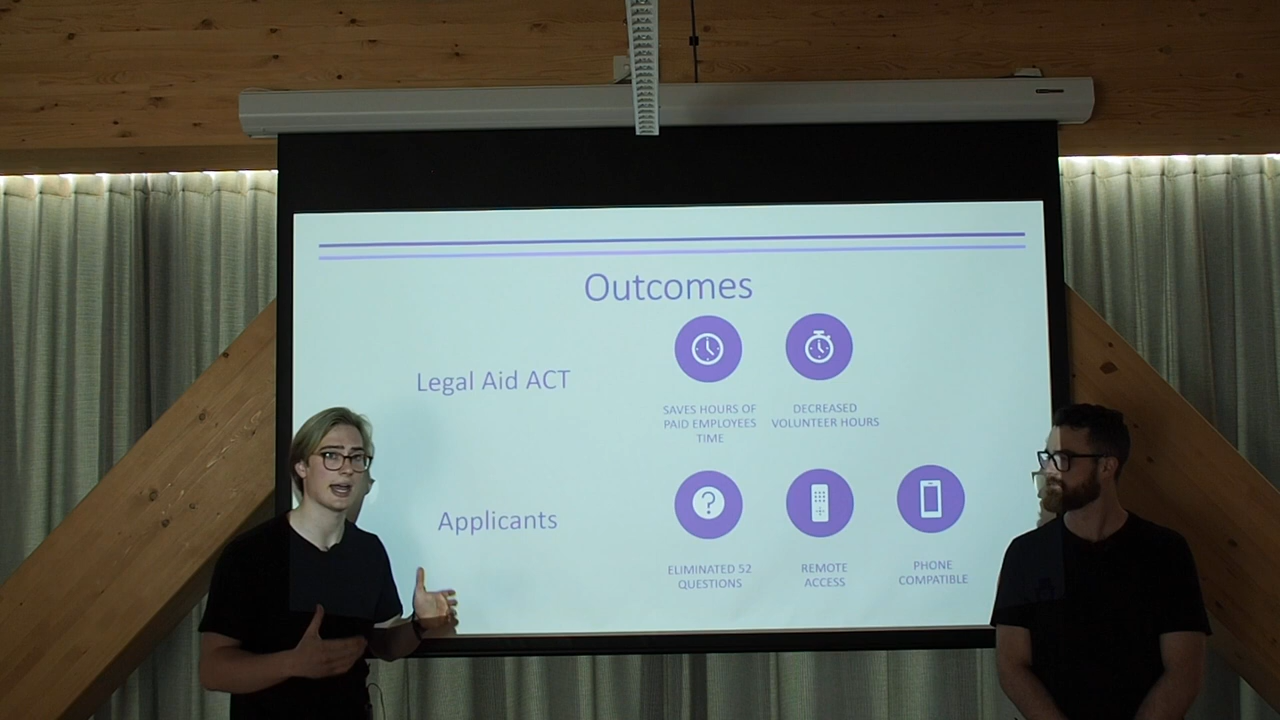 Outcomes
Legal Aid ACT
SAVES HOURS OF
PAID EMPLOYEES
TIME
DECREASED
VOLUNTEER HOURS
Applicants
ELIMINATED 52
QUESTIONS
REMOTE
ACCESS
PHONE
COMPATIBLE